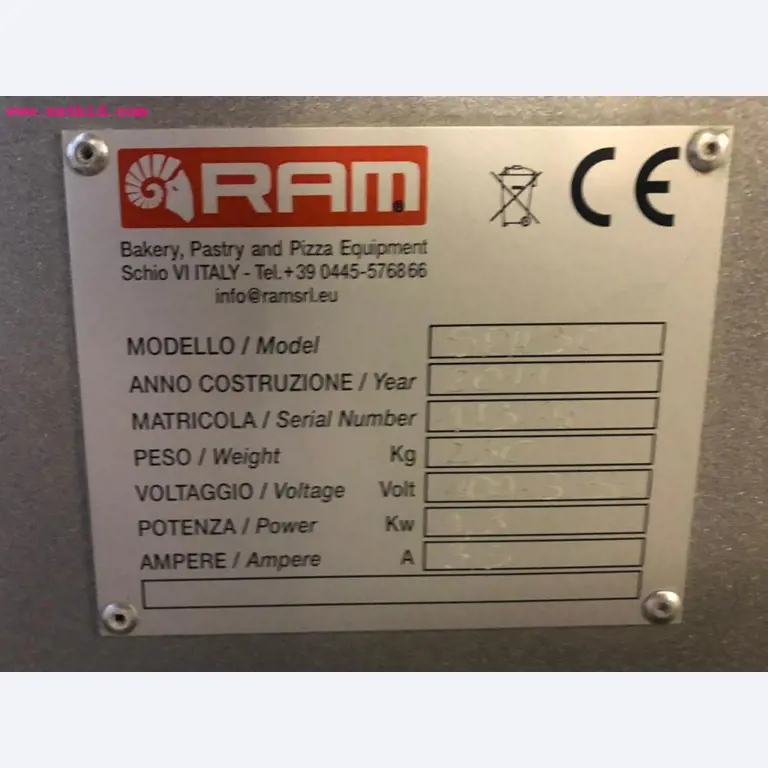 www.netbid.com
RAM
Bakery, Pastry and Pizza Equipment
Schio VI ITALY - Tel.+39 0445-576866
info@ramsrl.eu
CE
MODELLO / Model
ANNO COSTRUZIONE / Year
MATRICOLA / Serial Number
PESO / Weight Kg
VOLTAGGIO / Voltage Volt
POTENZA / Power Kw
AMPERE / Ampere A